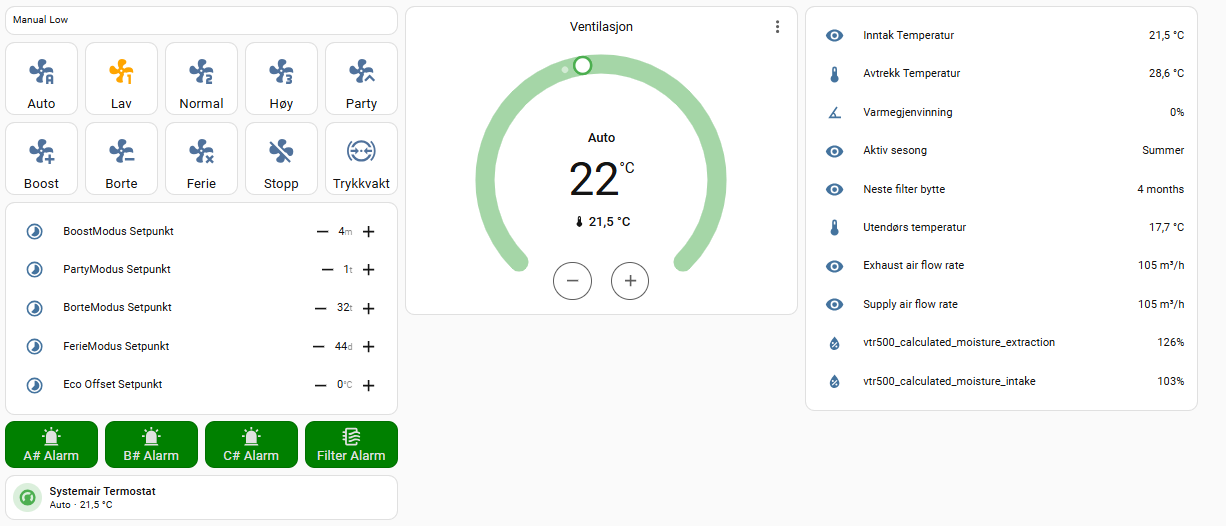 Manual Low
Auto
Lav
Normal
Høy
Party
Boost
Borte
Ferie
Stopp
Trykkvakt
BoostModus Setpunkt − 4m +
PartyModus Setpunkt − 1t +
BorteModus Setpunkt − 32t +
FerieModus Setpunkt − 44d +
Eco Offset Setpunkt − 0°C +
A# Alarm
B# Alarm
C# Alarm
Filter Alarm
Systemair Termostat
Auto · 21,5 °C
Ventilasjon
Auto
22 °C
21,5 °C
Inntak Temperatur 21,5 °C
Avtrekk Temperatur 28,6 °C
Varmegjenvinning 0%
Aktiv sesong Summer
Neste filter bytte 4 months
Utendørs temperatur 17,7 °C
Exhaust air flow rate 105 m³/h
Supply air flow rate 105 m³/h
vtr500_calculated_moisture_extraction 126%
vtr500_calculated_moisture_intake 103%